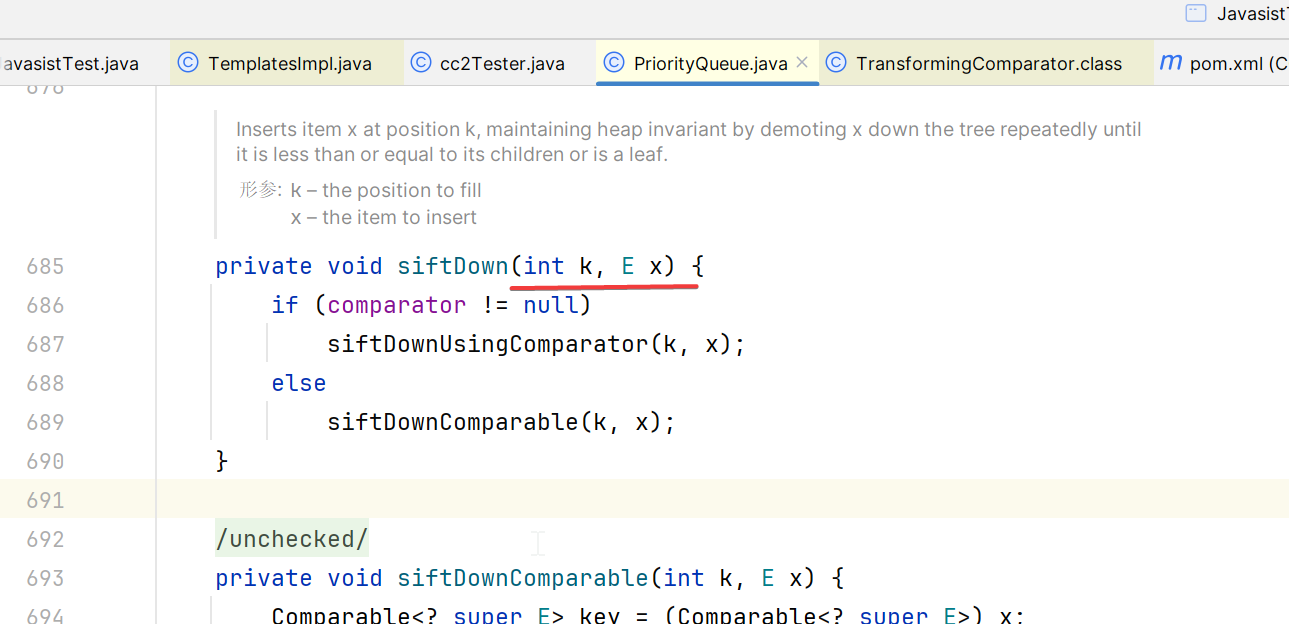 Javasist
avasistTest.java TemplatesImpl.java cc2Tester.java PriorityQueue.java TransformingComparator.class pom.xml (C
Inserts item x at position k, maintaining heap invariant by demoting x down the tree repeatedly until
it is less than or equal to its children or is a leaf.
形参: k – the position to fill
x – the item to insert
685 private void siftDown(int k, E x) {
686 if (comparator != null)
687 siftDownUsingComparator(k, x);
688 else
689 siftDownComparable(k, x);
690 }
691
692 /unchecked/
693 private void siftDownComparable(int k, E x) {
694 Comparable<? super E> key = (Comparable<? super E>) x;